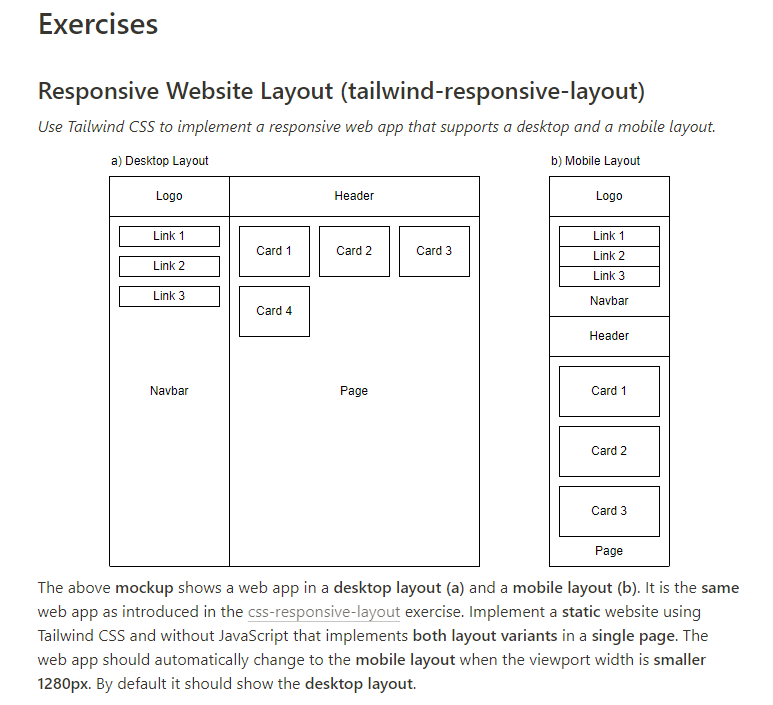 Exercises
Responsive Website Layout (tailwind-responsive-layout)
Use Tailwind CSS to implement a responsive web app that supports a desktop and a mobile layout.
a) Desktop Layout
Logo
Header
Link 1
Link 2
Link 3
Navbar
Card 1
Card 2
Card 3
Card 4
Page
b) Mobile Layout
Logo
Link 1
Link 2
Link 3
Navbar
Header
Card 1
Card 2
Card 3
Page
The above mockup shows a web app in a desktop layout (a) and a mobile layout (b). It is the same
web app as introduced in the css-responsive-layout exercise. Implement a static website using
Tailwind CSS and without JavaScript that implements both layout variants in a single page. The
web app should automatically change to the mobile layout when the viewport width is smaller
1280px. By default it should show the desktop layout.